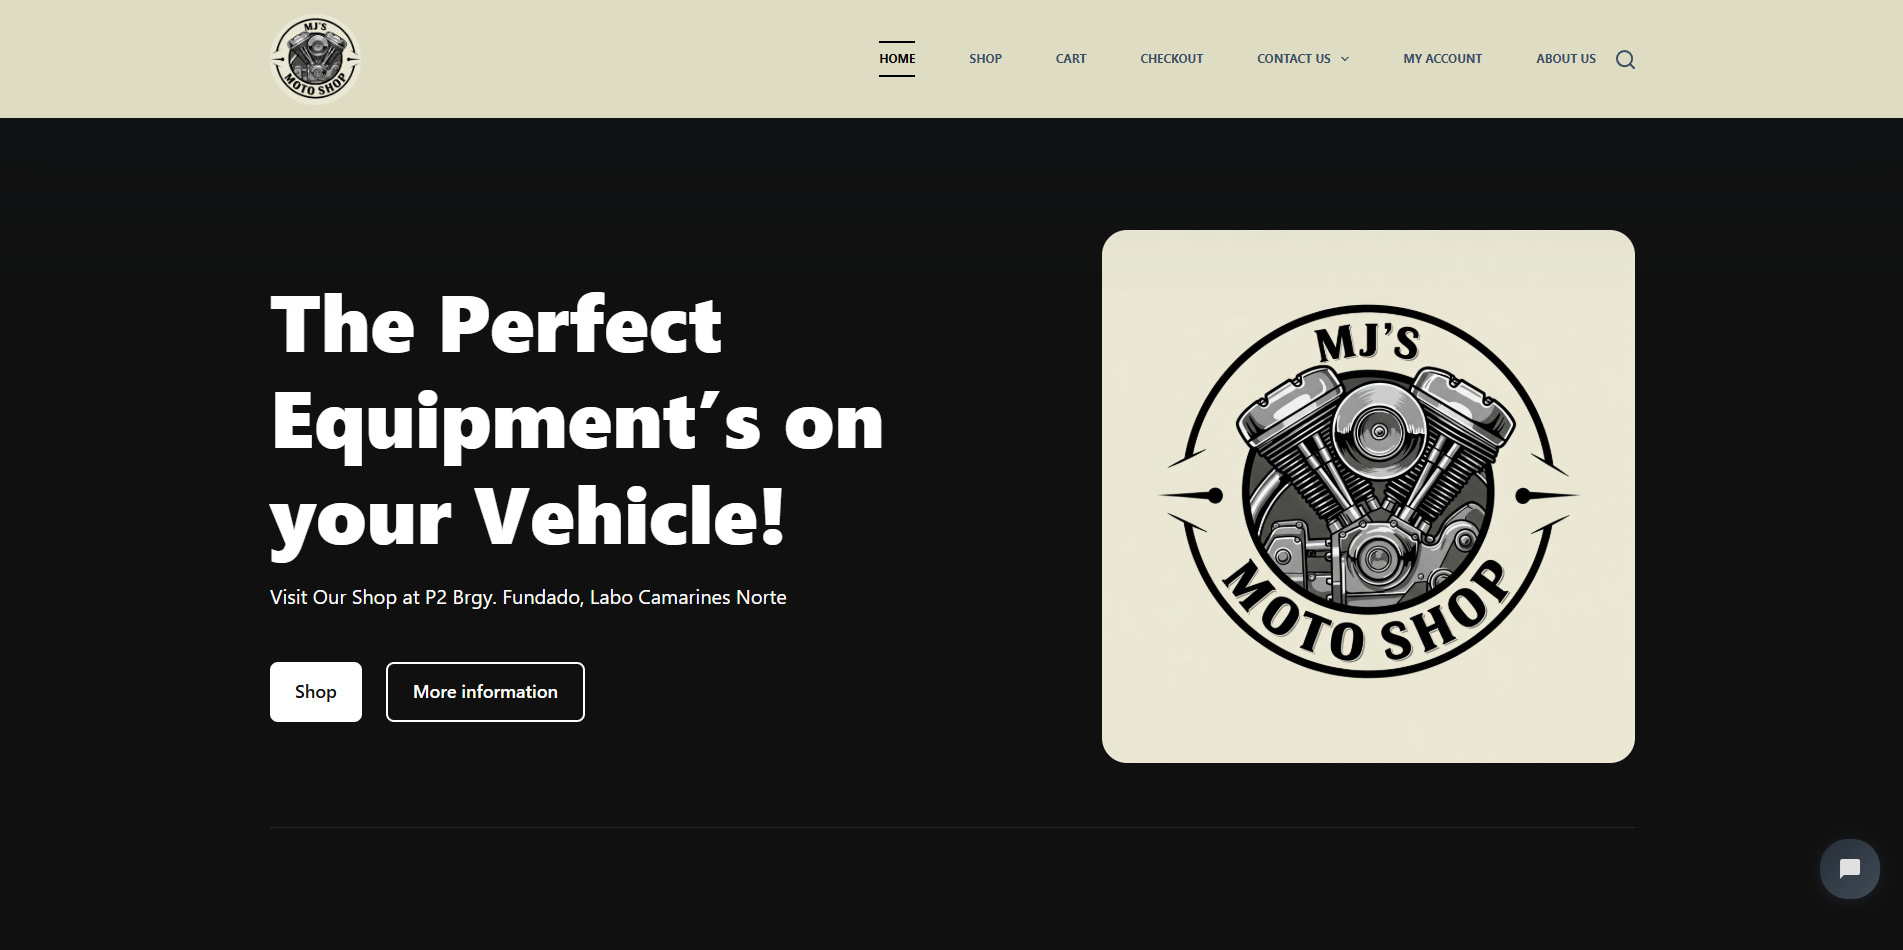 MJ'S
MOTO SHOP
HOME
SHOP
CART
CHECKOUT
CONTACT US
MY ACCOUNT
ABOUT US
The Perfect
Equipment´s on
your Vehicle!
Visit Our Shop at P2 Brgy. Fundado, Labo Camarines Norte
Shop
More information
MJ'S
MOTO SHOP